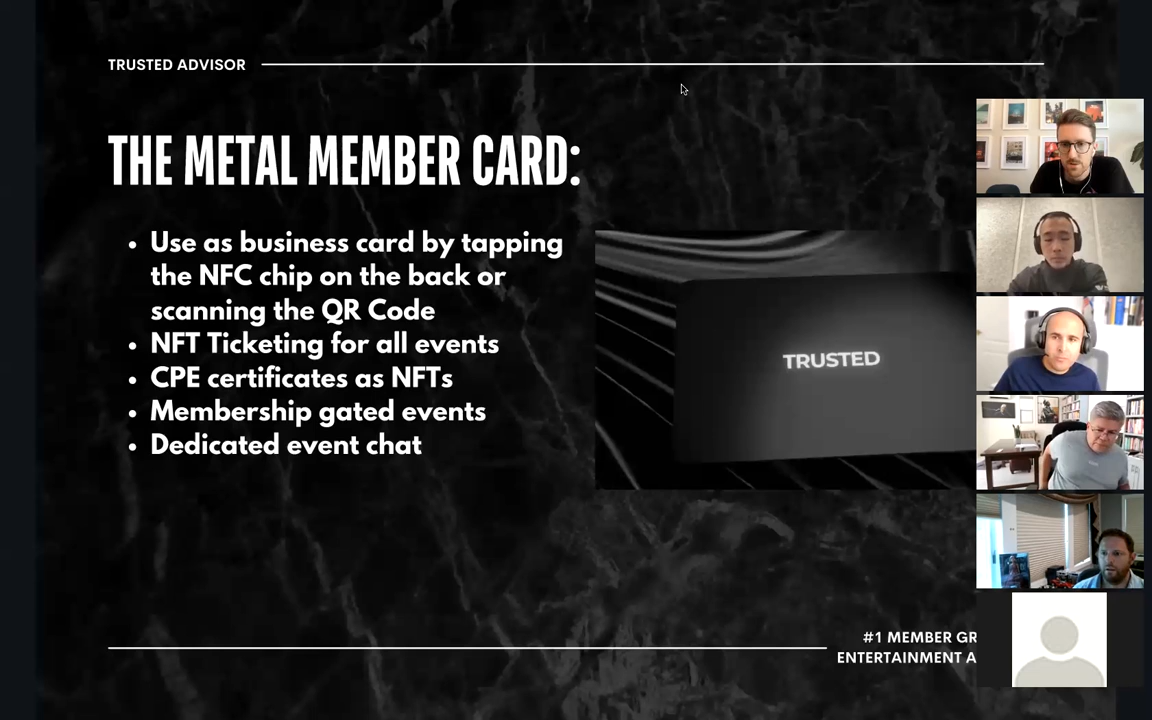 TRUSTED ADVISOR
THE METAL MEMBER CARD:
• Use as business card by tapping
the NFC chip on the back or
scanning the QR Code
• NFT Ticketing for all events
• CPE certificates as NFTs
• Membership gated events
• Dedicated event chat
TRUSTED
#1 MEMBER GR
ENTERTAINMENT A